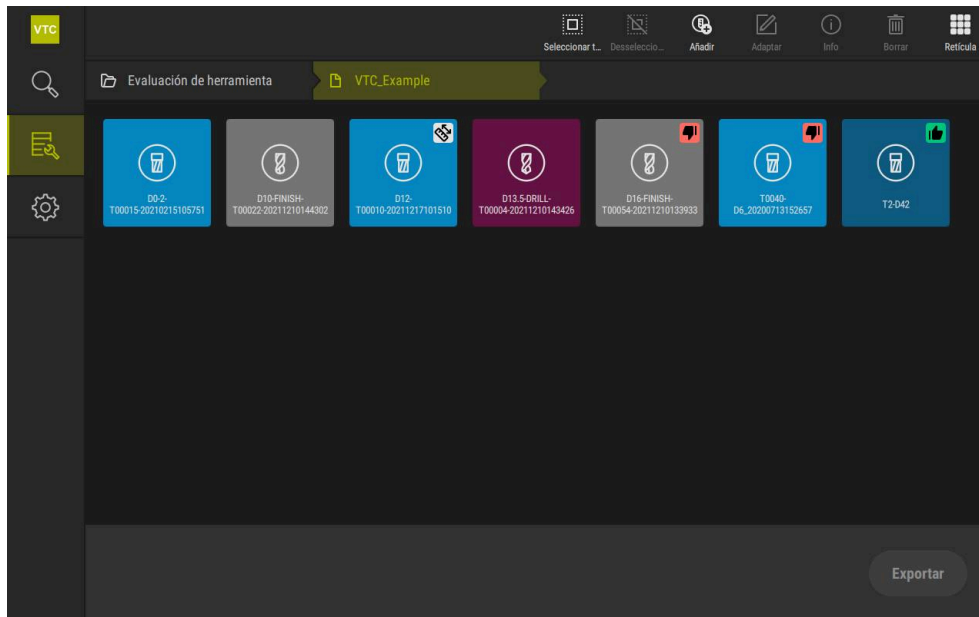 VTC
Seleccionar t...
Desseleccio...
Añadir
Adaptar
Info
Borrar
Retícula
Evaluación de herramienta
VTC_Example
D0-2-
T00015-20210215105751
D10-FINISH-
T00022-20211210144302
D12-
T00010-20211217101510
D13.5-DRILL-
T00004-20211210143426
D16-FINISH-
T00054-20211210133933
T0040-
D6_20200713152657
T2-D42
Exportar